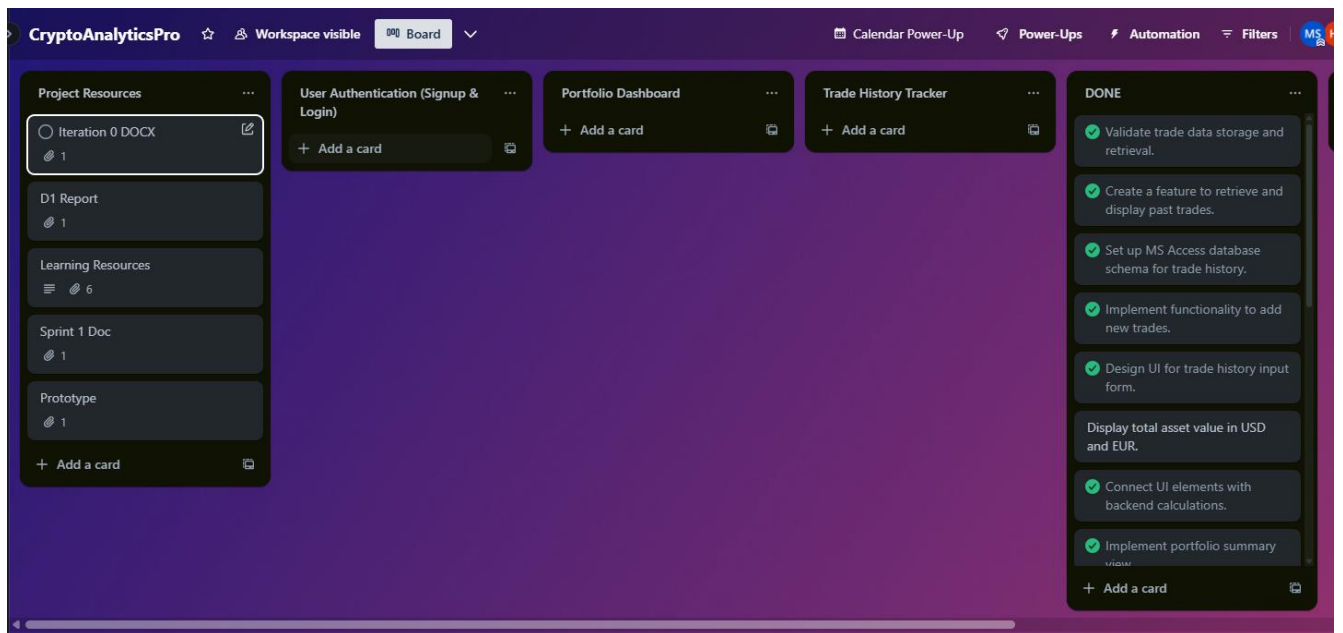 CryptoAnalyticsPro
Workspace visible
Board
Calendar Power-Up
Power-Ups
Automation
Filters
MS
Project Resources
Iteration 0 DOCX
1
D1 Report
1
Learning Resources
6
Sprint 1 Doc
1
Prototype
1
+ Add a card
User Authentication (Signup &
Login)
+ Add a card
Portfolio Dashboard
+ Add a card
Trade History Tracker
+ Add a card
DONE
Validate trade data storage and
retrieval.
Create a feature to retrieve and
display past trades.
Set up MS Access database
schema for trade history.
Implement functionality to add
new trades.
Design UI for trade history input
form.
Display total asset value in USD
and EUR.
Connect UI elements with
backend calculations.
Implement portfolio summary
view
+ Add a card